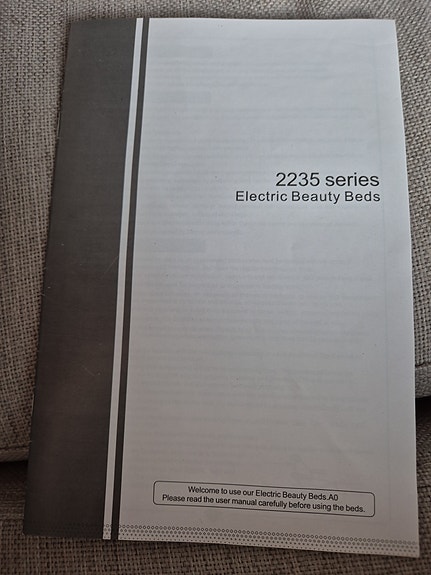 2235 series
Electric Beauty Beds
Welcome to use our Electric Beauty Beds.A0
Please read the user manual carefully before using the beds.